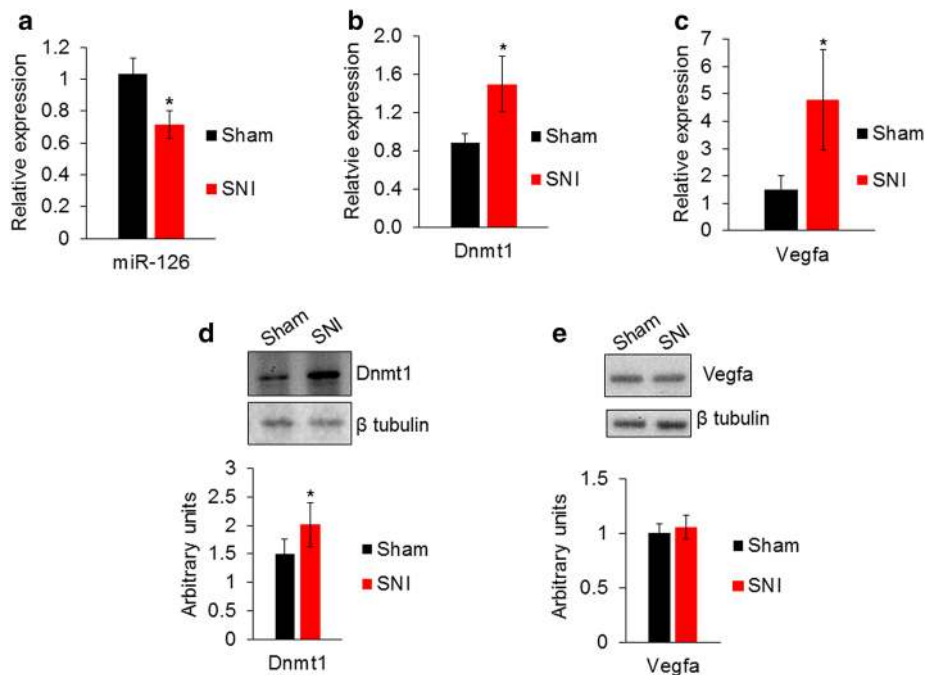 a
Relative expression
1.2
1
0.8
0.6
0.4
0.2
0
*
Sham
SNI
miR-126
b
Relatvie expression
2.0
1.6
1.2
0.8
0.4
0.0
*
Sham
SNI
Dnmt1
c
Relative expression
7
6
5
4
3
2
1
0
*
Sham
SNI
Vegfa
d
Sham SNI
Dnmt1
β tubulin
Arbitrary units
3
2.5
2
1.5
1
0.5
0
*
Sham
SNI
Dnmt1
e
Sham SNI
Vegfa
β tubulin
Arbitrary units
1.5
1
0.5
0
Sham
SNI
Vegfa